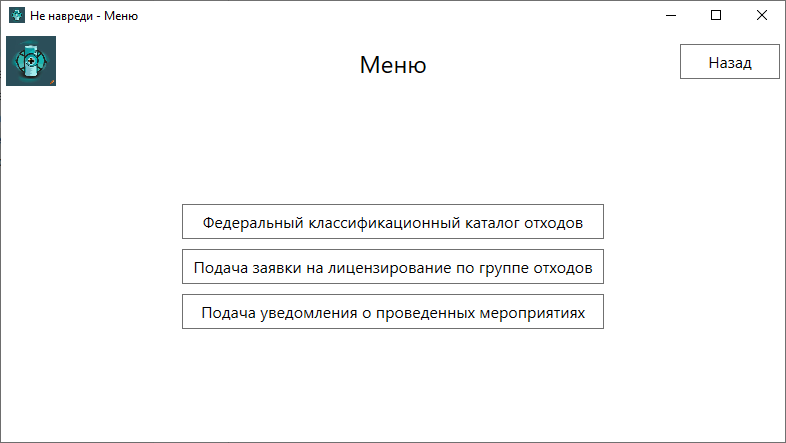 Не навреди - Меню
Меню
Назад
Федеральный классификационный каталог отходов
Подача заявки на лицензирование по группе отходов
Подача уведомления о проведенных мероприятиях